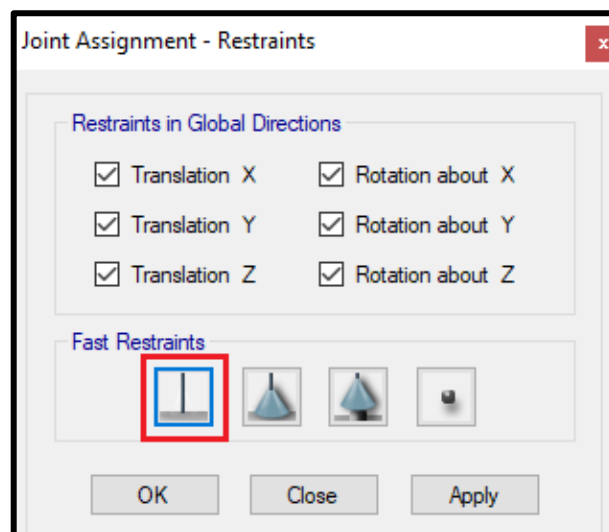 Joint Assignment - Restraints
x
Restraints in Global Directions
Translation X
Rotation about X
Translation Y
Rotation about Y
Translation Z
Rotation about Z
Fast Restraints
OK
Close
Apply